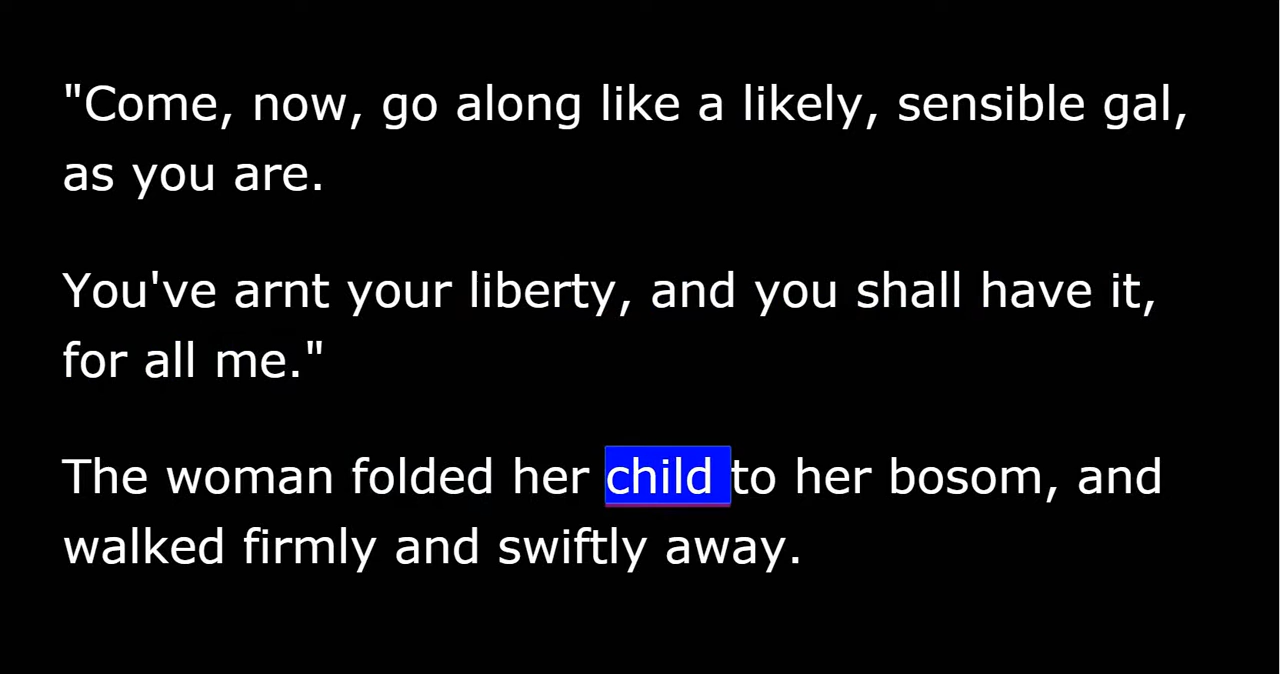 "Come, now, go along like a likely, sensible gal,
as you are.
You've arnt your liberty, and you shall have it,
for all me."
The woman folded her child to her bosom, and
walked firmly and swiftly away.